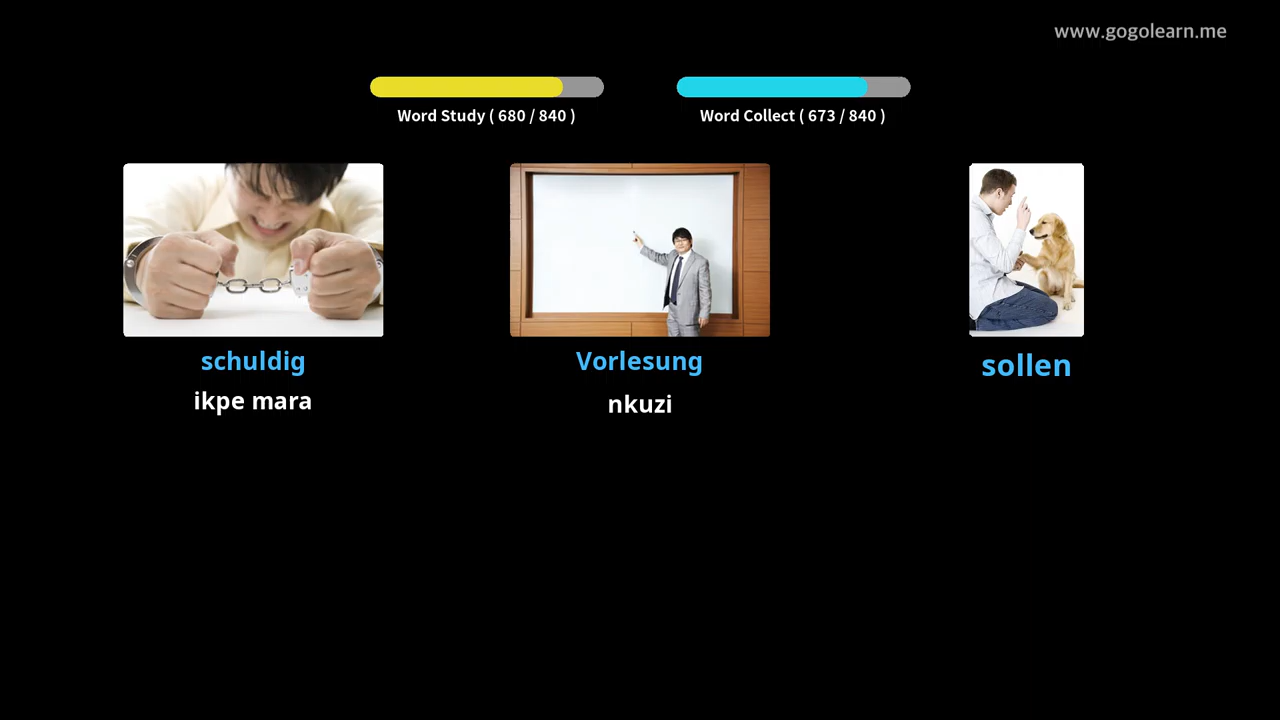 www.gogolearn.me
Word Study ( 680 / 840 )
Word Collect ( 673 / 840 )
schuldig
Vorlesung
sollen
ikpe mara
nkuzi